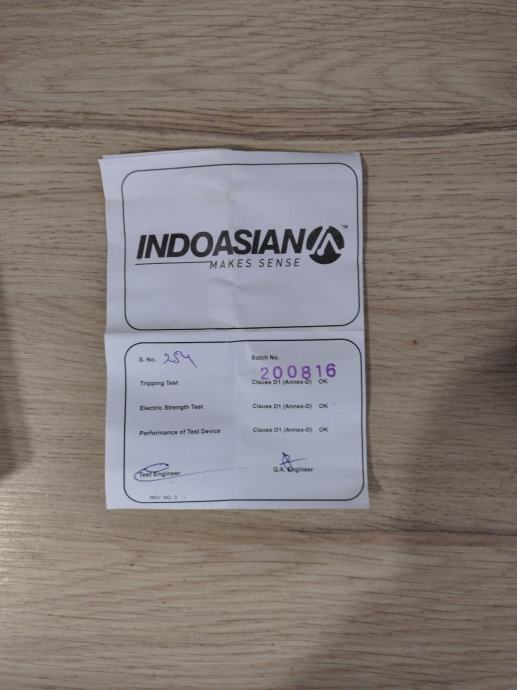 INDOASIAN ™
MAKES SENSE
S. No. 254 Batch No. 200816
Tripping Test Clause D1 (Annex-D) OK
Electric Strength Test Clause D1 (Annex-D) OK
Performance of Test Device Clause D1 (Annex-D) OK
Test Engineer Q.A. Engineer
REV. NO. 3